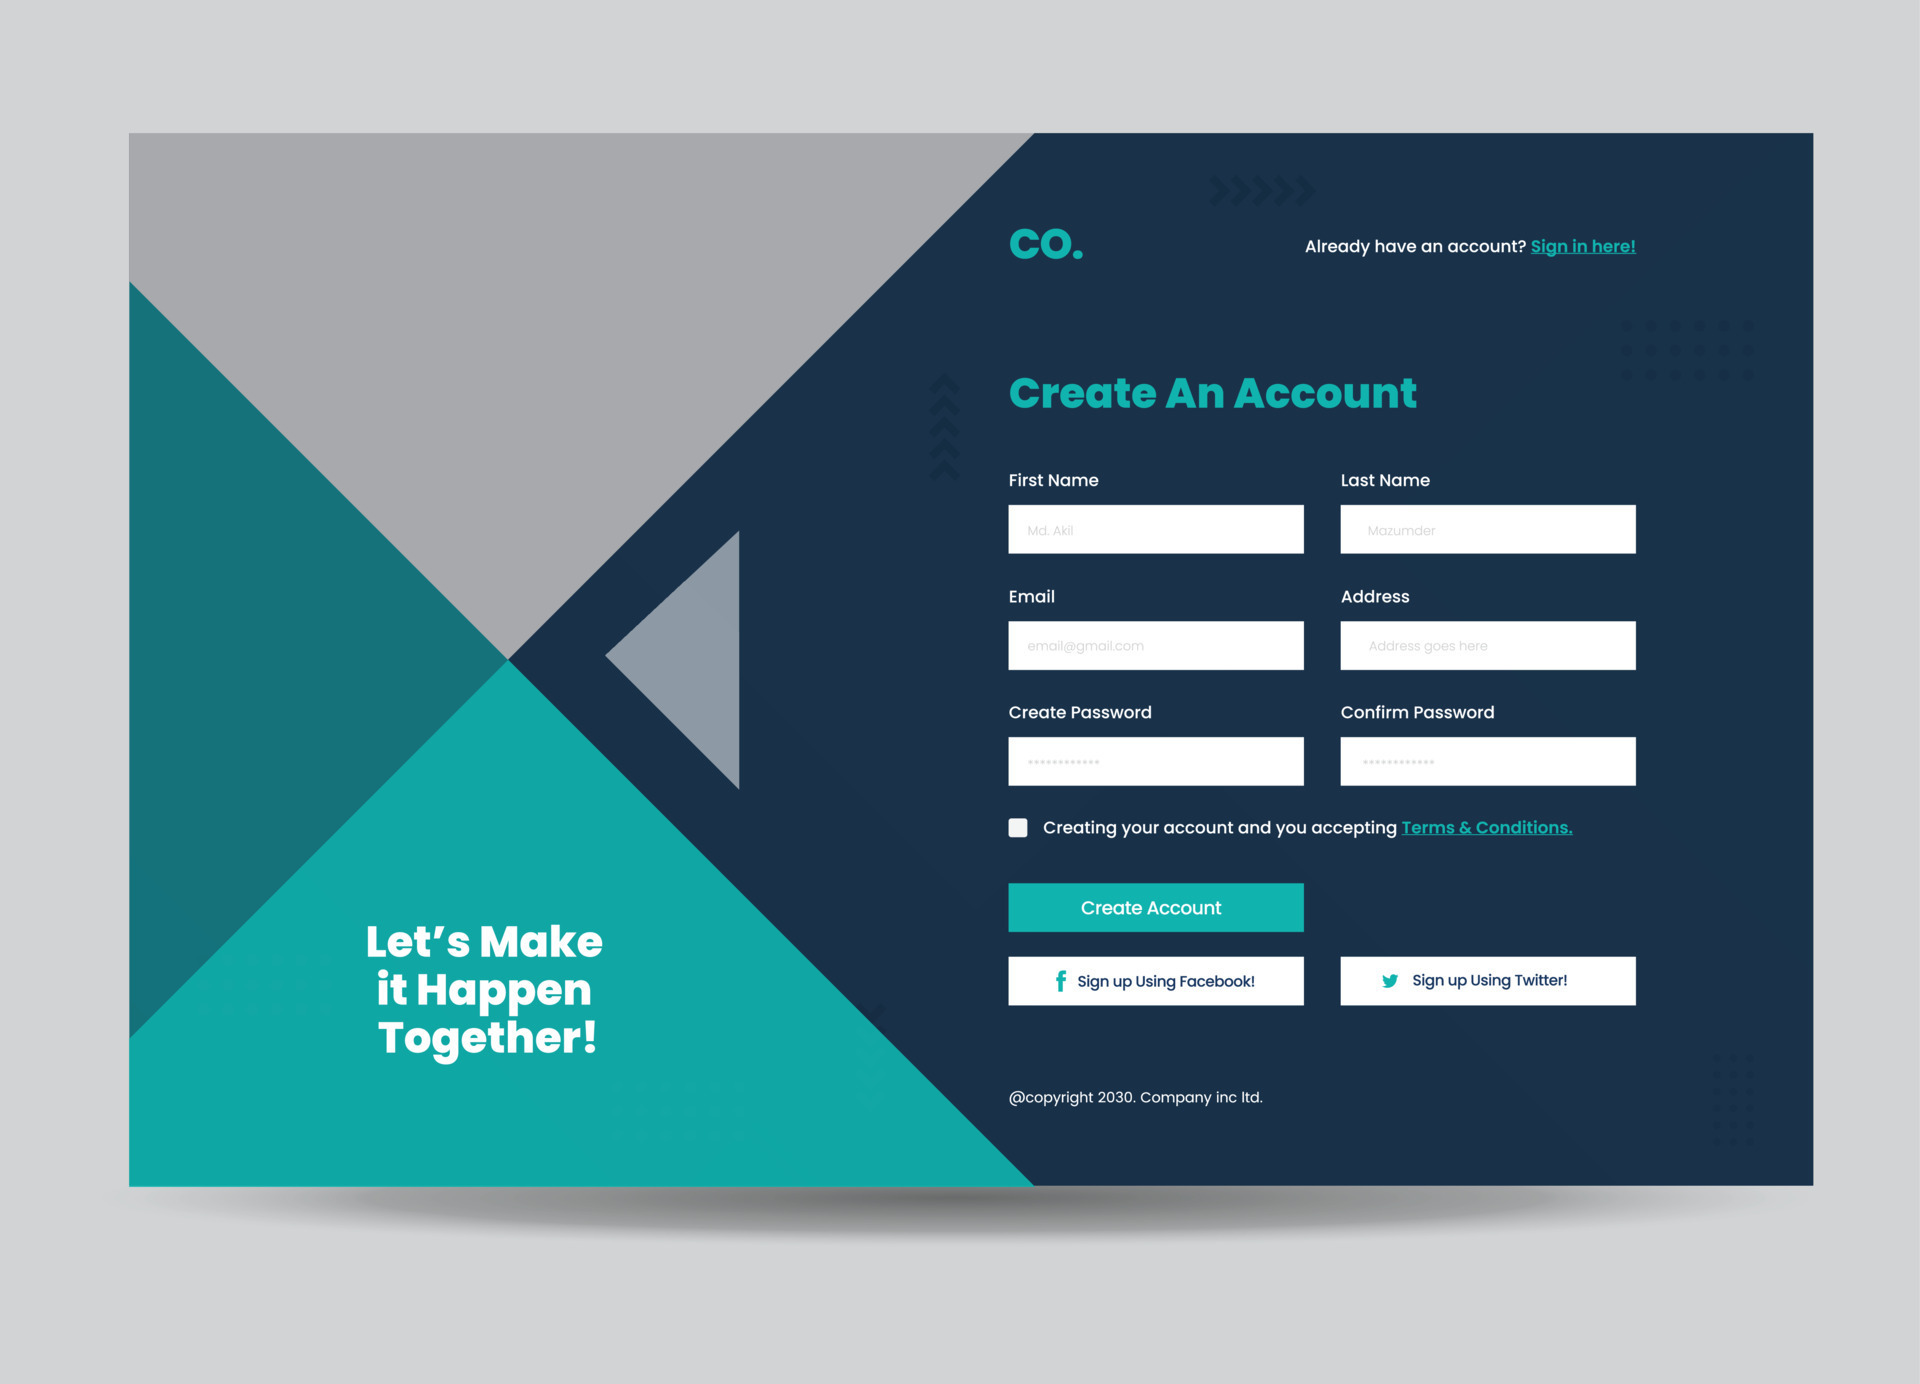 CO.
Already have an account? Sign in here!
Create An Account
First Name
Last Name
Md. Akil
Mazumder
Email
Address
email@gmail.com
Address goes here
Create Password
Confirm Password
************
************
Creating your account and you accepting Terms & Conditions.
Create Account
Sign up Using Facebook!
Sign up Using Twitter!
@copyright 2030. Company inc ltd.
Let’s Make
it Happen
Together!